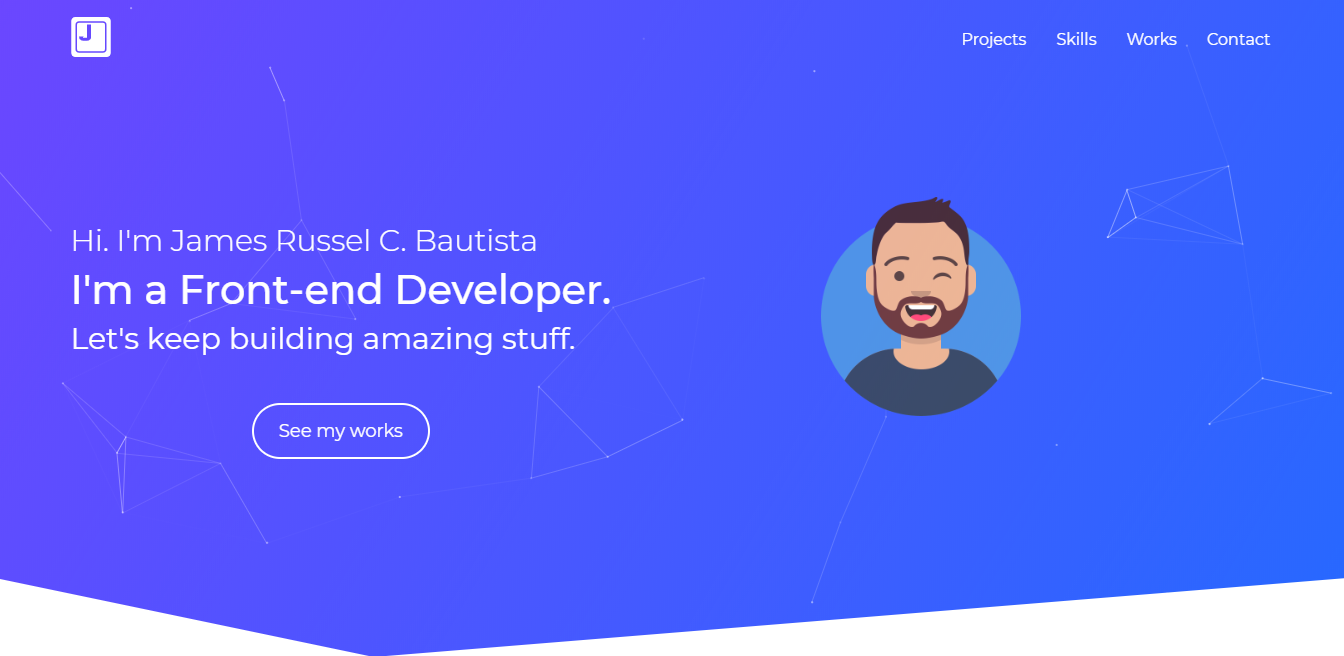 J
Projects Skills Works Contact
Hi. I'm James Russel C. Bautista
I'm a Front-end Developer.
Let's keep building amazing stuff.
See my works